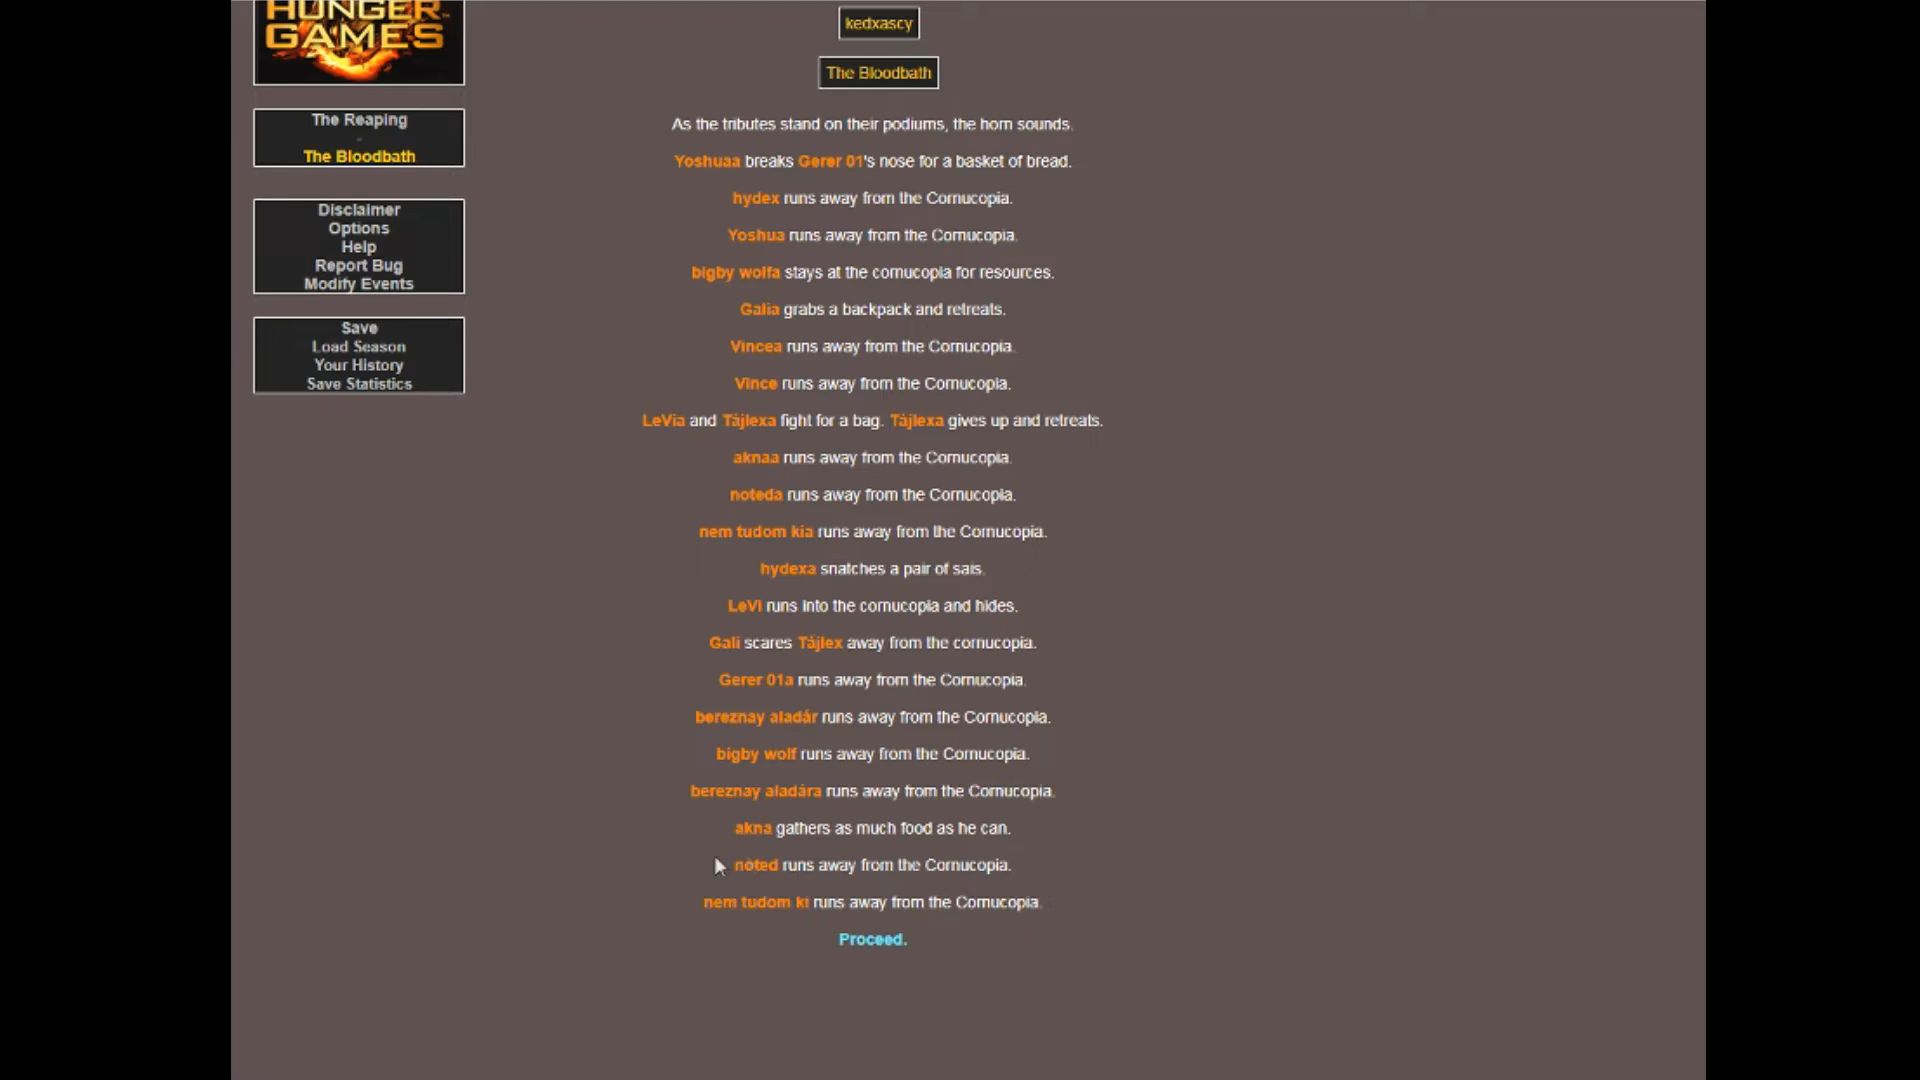 HUNGER
GAMES
The Reaping
-
The Bloodbath
Disclaimer
Options
Help
Report Bug
Modify Events
Save
Load Season
Your History
Save Statistics
kedxascy
The Bloodbath
As the tributes stand on their podiums, the horn sounds.
Yoshuaa breaks Gerer 01's nose for a basket of bread.
hydex runs away from the Cornucopia.
Yoshua runs away from the Cornucopia.
bigby wolfa stays at the cornucopia for resources.
Galia grabs a backpack and retreats.
Vincea runs away from the Cornucopia.
Vince runs away from the Cornucopia.
LeVia and Tájlexa fight for a bag. Tájlexa gives up and retreats.
aknaa runs away from the Cornucopia.
noteda runs away from the Cornucopia.
nem tudom kia runs away from the Cornucopia.
hydexa snatches a pair of sais.
LeVi runs into the cornucopia and hides.
Gali scares Tájlex away from the cornucopia.
Gerer 01a runs away from the Cornucopia.
bereznay aladár runs away from the Cornucopia.
bigby wolf runs away from the Cornucopia.
bereznay aladára runs away from the Cornucopia.
akna gathers as much food as he can.
noted runs away from the Cornucopia.
nem tudom ki runs away from the Cornucopia.
Proceed.